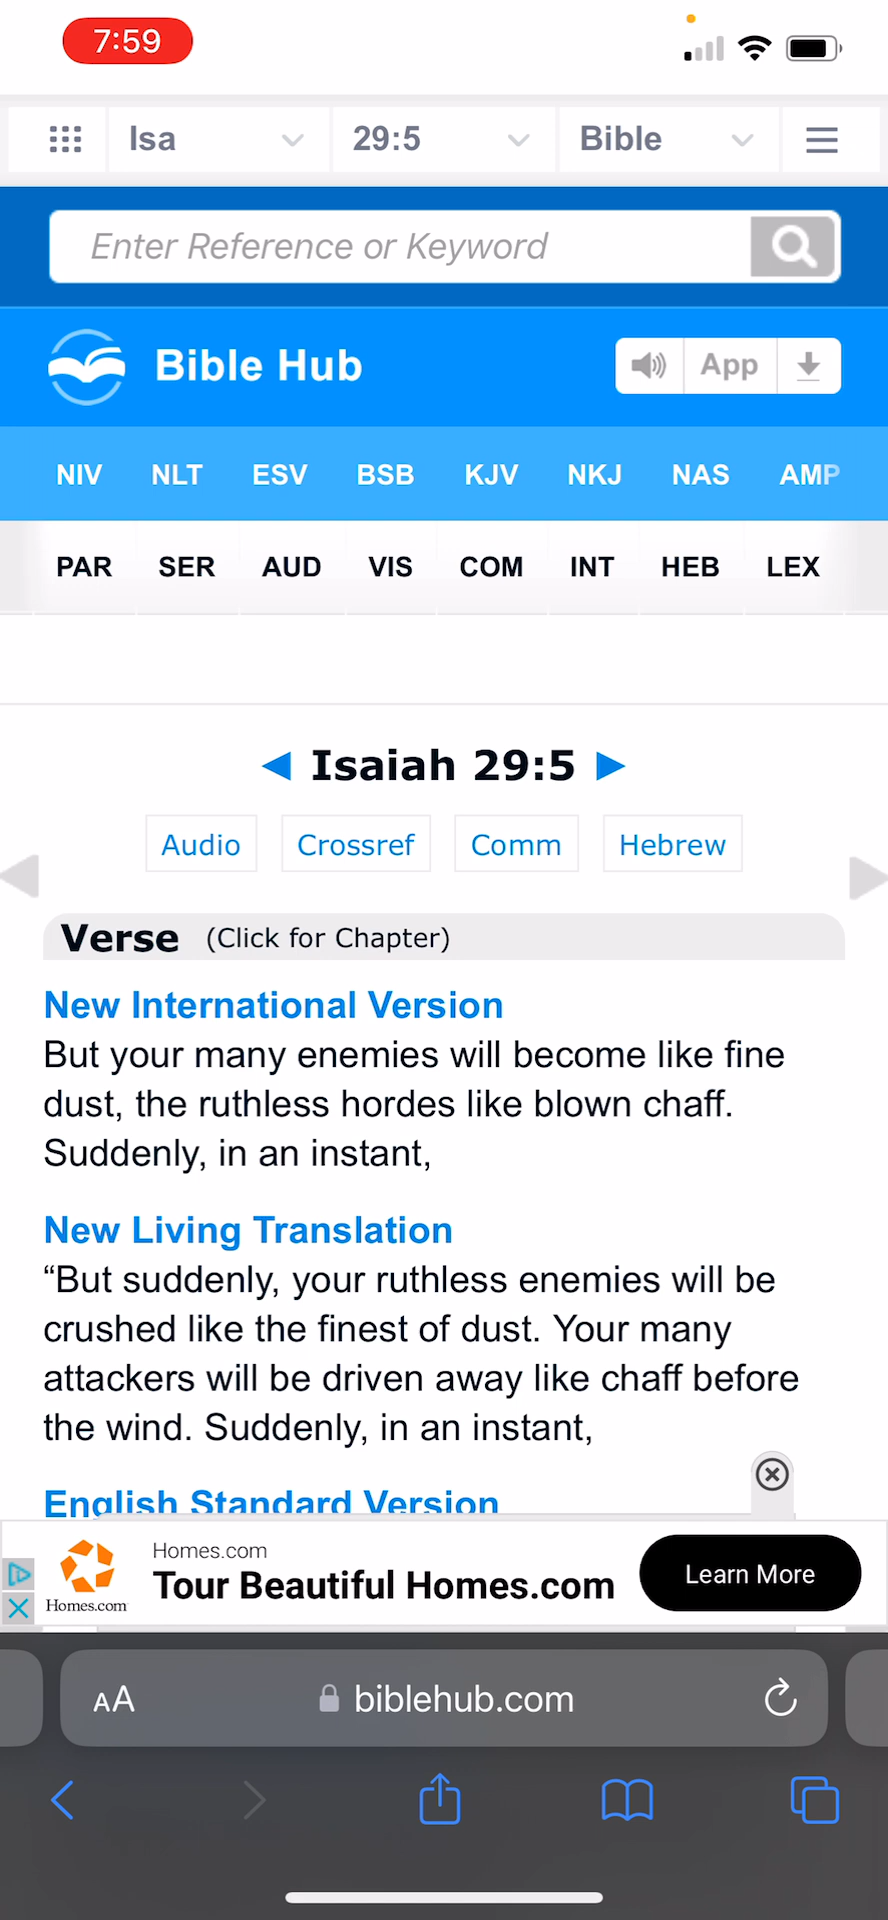 7:59
Isa 29:5 Bible
Enter Reference or Keyword
Bible Hub App
NIV NLT ESV BSB KJV NKJ NAS AMP
PAR SER AUD VIS COM INT HEB LEX
Isaiah 29:5
Audio Crossref Comm Hebrew
Verse (Click for Chapter)
New International Version
But your many enemies will become like fine
dust, the ruthless hordes like blown chaff.
Suddenly, in an instant,
New Living Translation
“But suddenly, your ruthless enemies will be
crushed like the finest of dust. Your many
attackers will be driven away like chaff before
the wind. Suddenly, in an instant,
English Standard Version
Homes.com
Tour Beautiful Homes.com
Learn More
Homes.com
AA biblehub.com